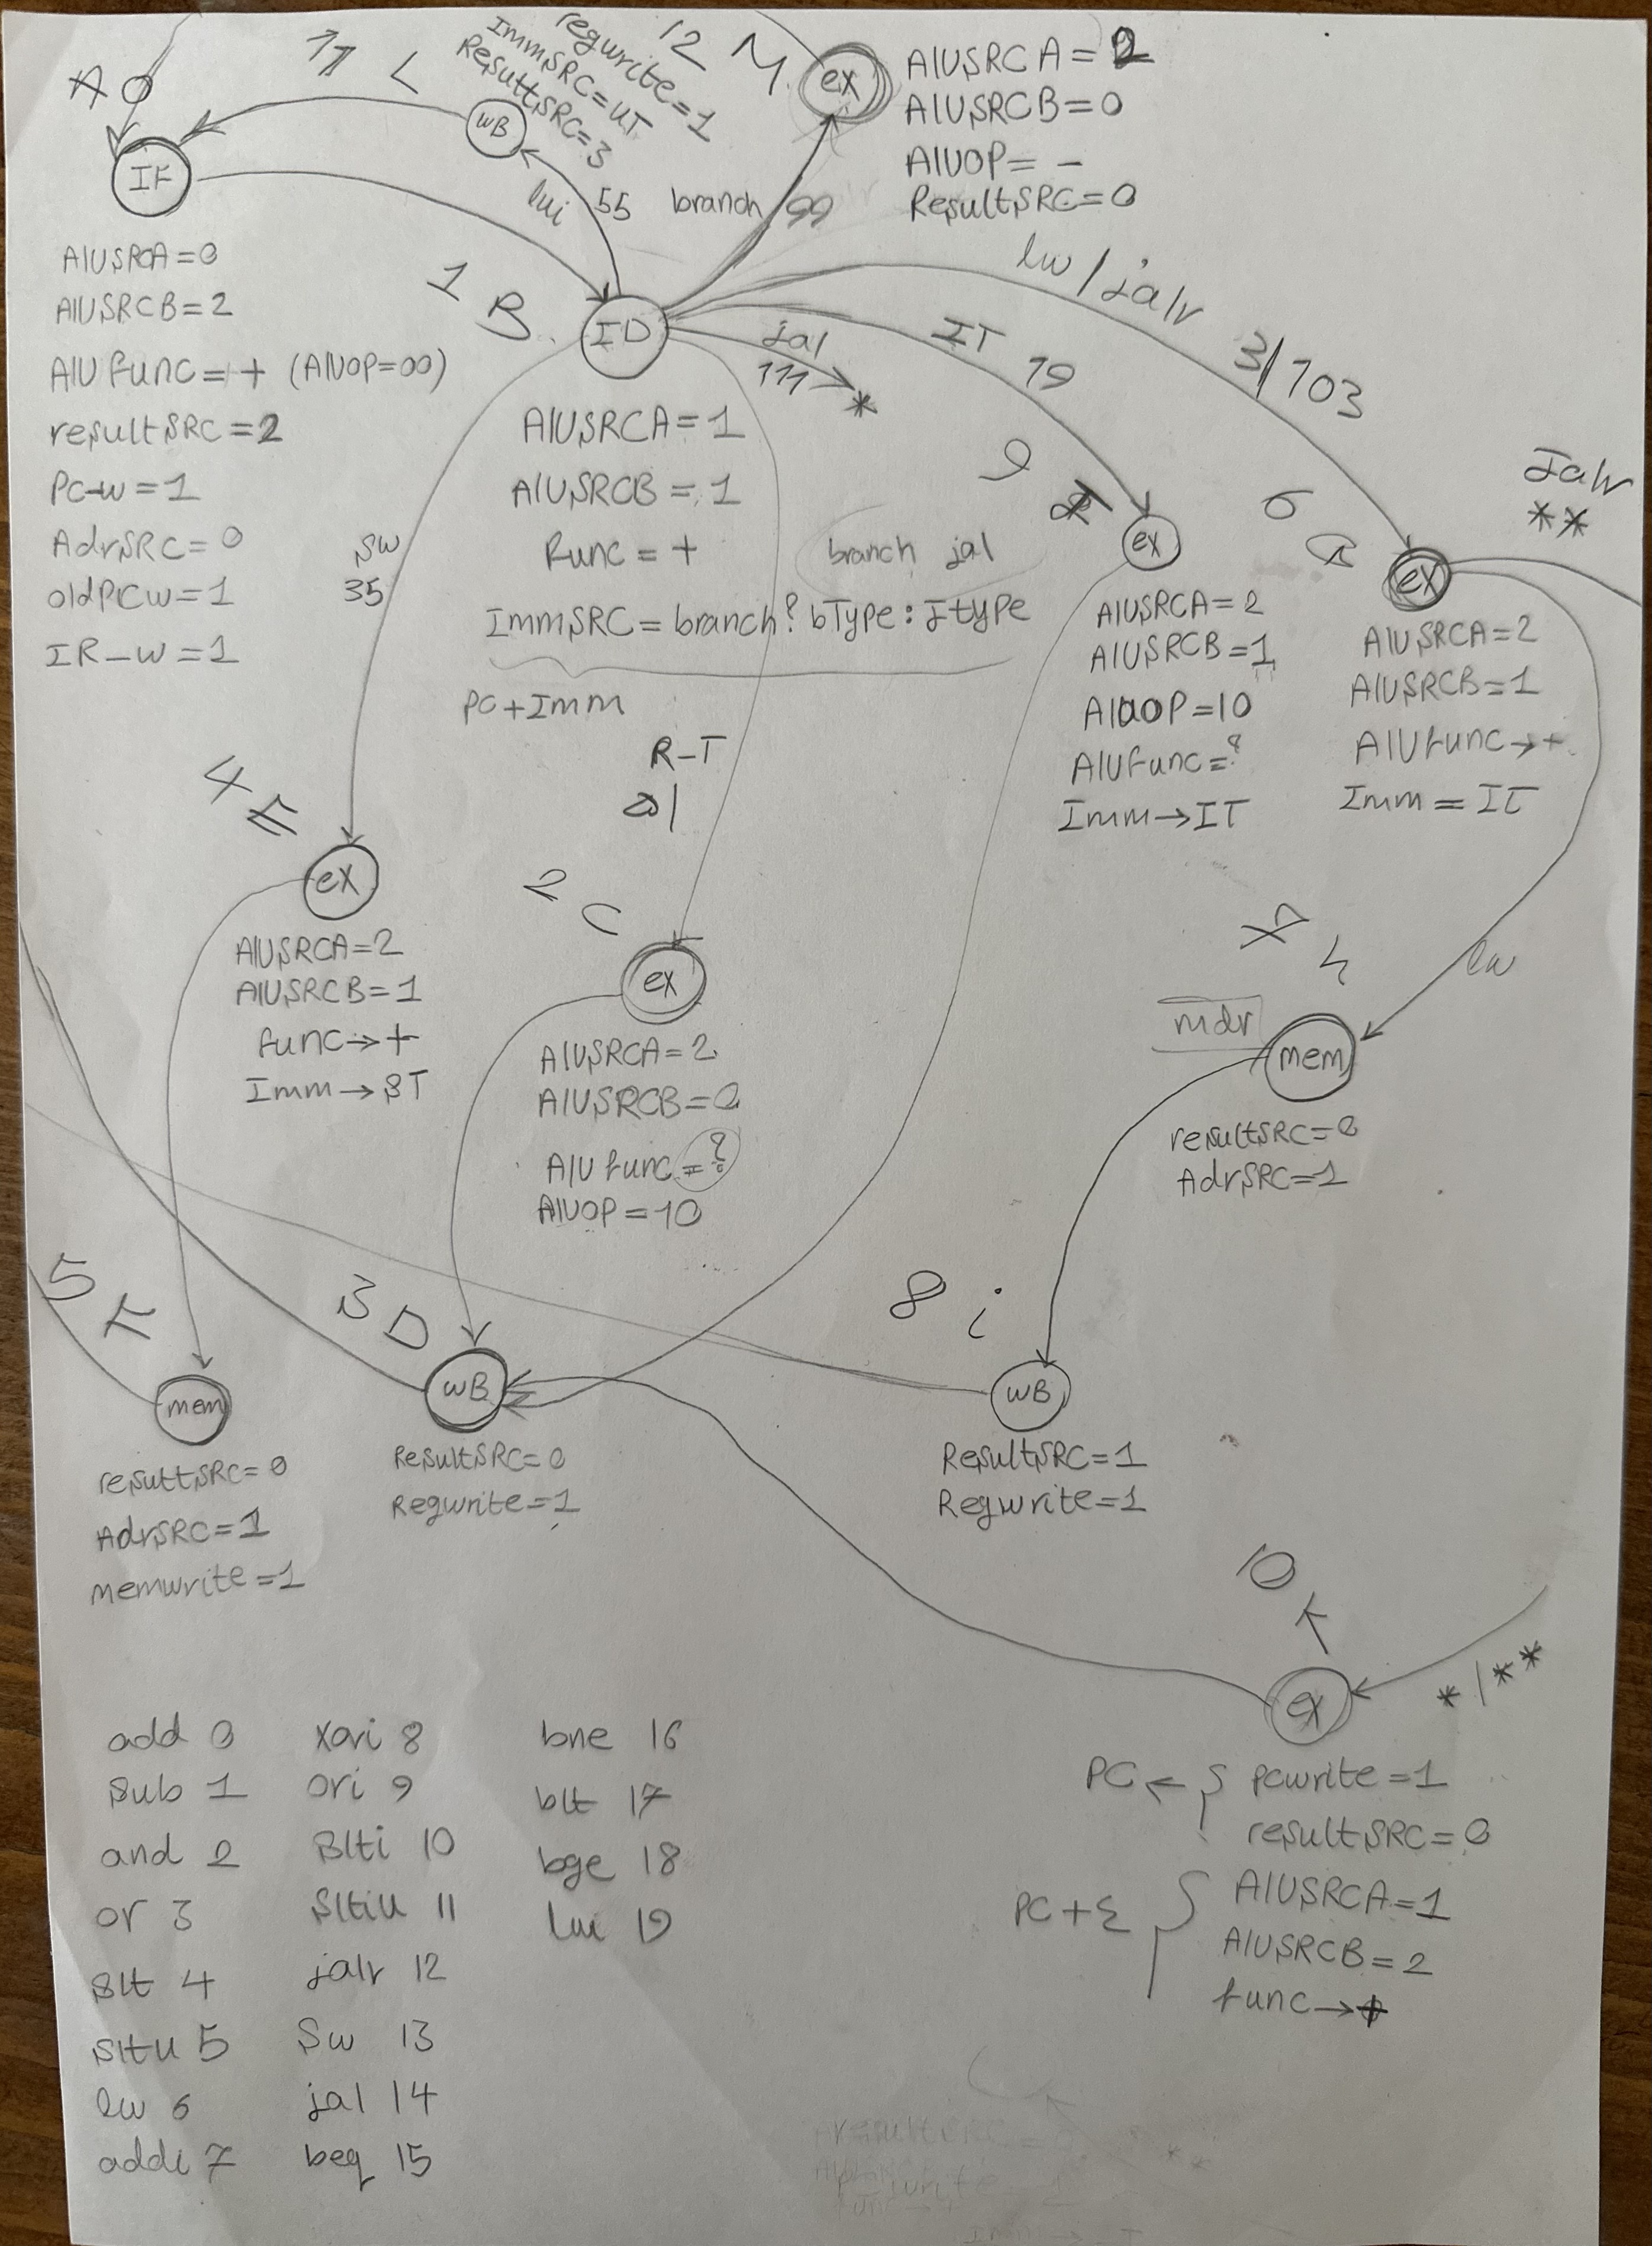 A 0
IF
AlUSRCA=0
AlUSRCB=2
AlU func=+ (AlUOP=00)
resultSRC=2
PC-w=1
AdrSRC=0
oldPCw=1
IR-w=1
11 L
wB
regwrite=1
ImmSRC=uT
ResultSRC=3
lui 55
12 M
ex
AlUSRCA=2
AlUSRCB=0
AlUOP= -
ResultSRC=0
branch 99
1 B
ID
AlUSRCA=1
AlUSRCB=1
Func=+
branch jal
ImmSRC=branch? bType: Jtype
PC+Imm
jal
111
*
IT 19
lw/jalr 3/103
9
ex
AlUSRCA=2
AlUSRCB=1
AlUOP=10
AlUfunc=?
Imm→IT
6 G
ex
AlUSRCA=2
AlUSRCB=1
AlUfunc→+
Imm=IT
Jalr
**
sw
35
4 E
ex
AlUSRCA=2
AlUSRCB=1
func→+
Imm→ST
R-T
51
2 C
ex
AlUSRCA=2
AlUSRCB=0
AlU func=?
AlUOP=10
lw
7 h
mdr
mem
resultSRC=0
AdrSRC=1
5 F
mem
resultSRC=0
AdrSRC=1
memwrite=1
3 D
wB
ResultSRC=0
Regwrite=1
8 i
wB
ResultSRC=1
Regwrite=1
10 K
ex
*/**
PC← { pcwrite=1
resultSRC=0
PC+4 { AlUSRCA=1
AlUSRCB=2
func→+
add 0
sub 1
and 2
or 3
slt 4
sltu 5
lw 6
addi 7
xori 8
ori 9
slti 10
sltiu 11
jalr 12
Sw 13
jal 14
beq 15
bne 16
blt 17
bge 18
lui 19